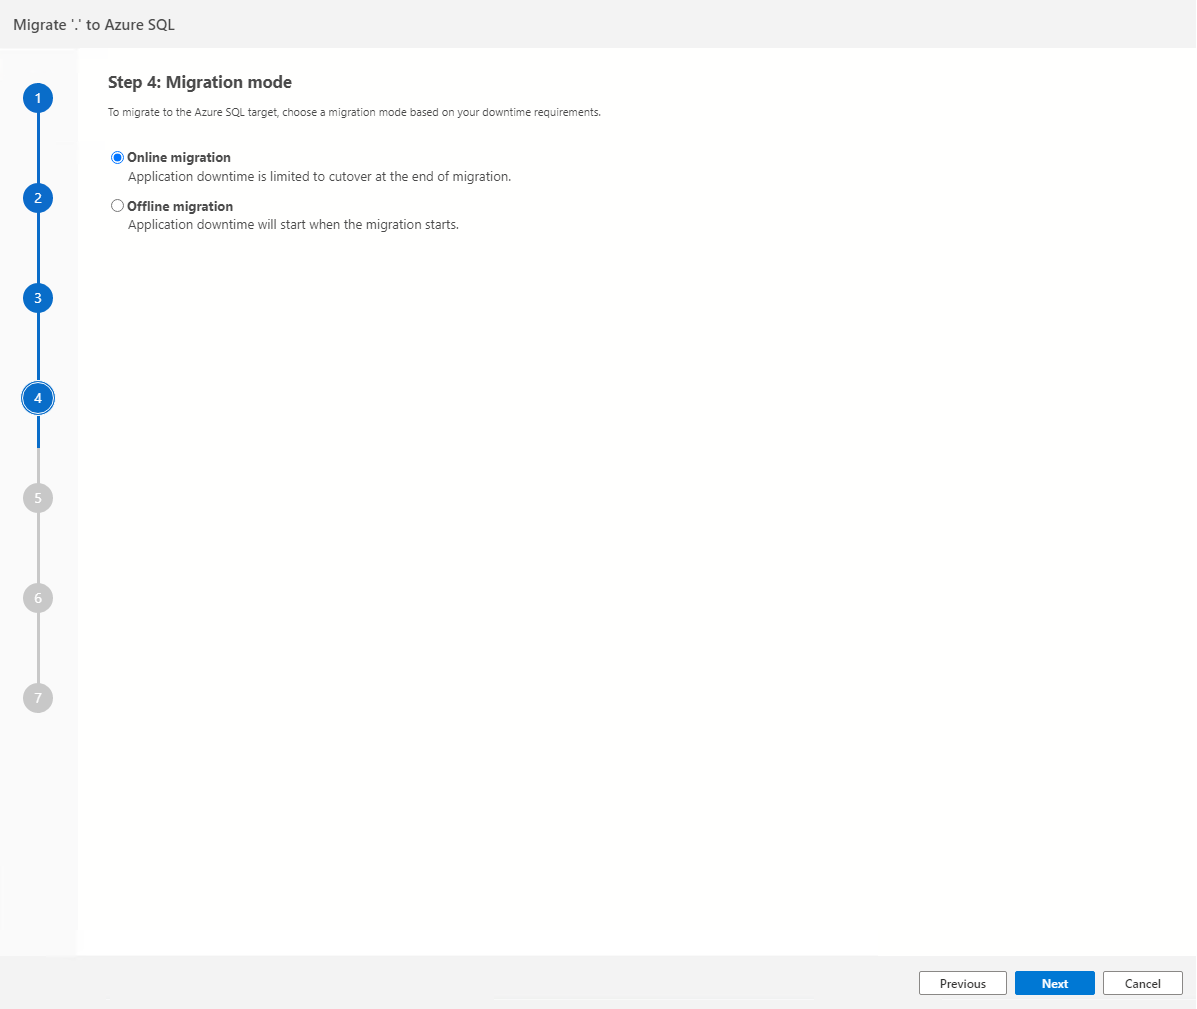 Migrate '.' to Azure SQL
1
2
3
4
5
6
7
Step 4: Migration mode
To migrate to the Azure SQL target, choose a migration mode based on your downtime requirements.
Online migration
Application downtime is limited to cutover at the end of migration.
Offline migration
Application downtime will start when the migration starts.
Previous
Next
Cancel